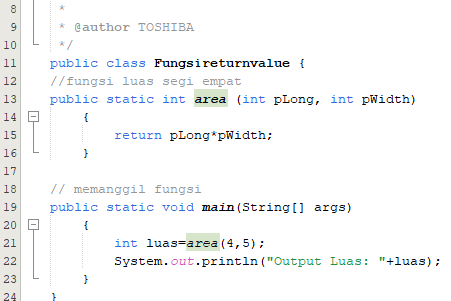 8 *
9 * @author TOSHIBA
10 */
11 public class Fungsireturnvalue {
12 //fungsi luas segi empat
13 public static int area (int pLong, int pWidth)
14 {
15 return pLong*pWidth;
16 }
17
18 // memanggil fungsi
19 public static void main(String[] args)
20 {
21 int luas=area(4,5);
22 System.out.println("Output Luas: "+luas);
23 }
24 }